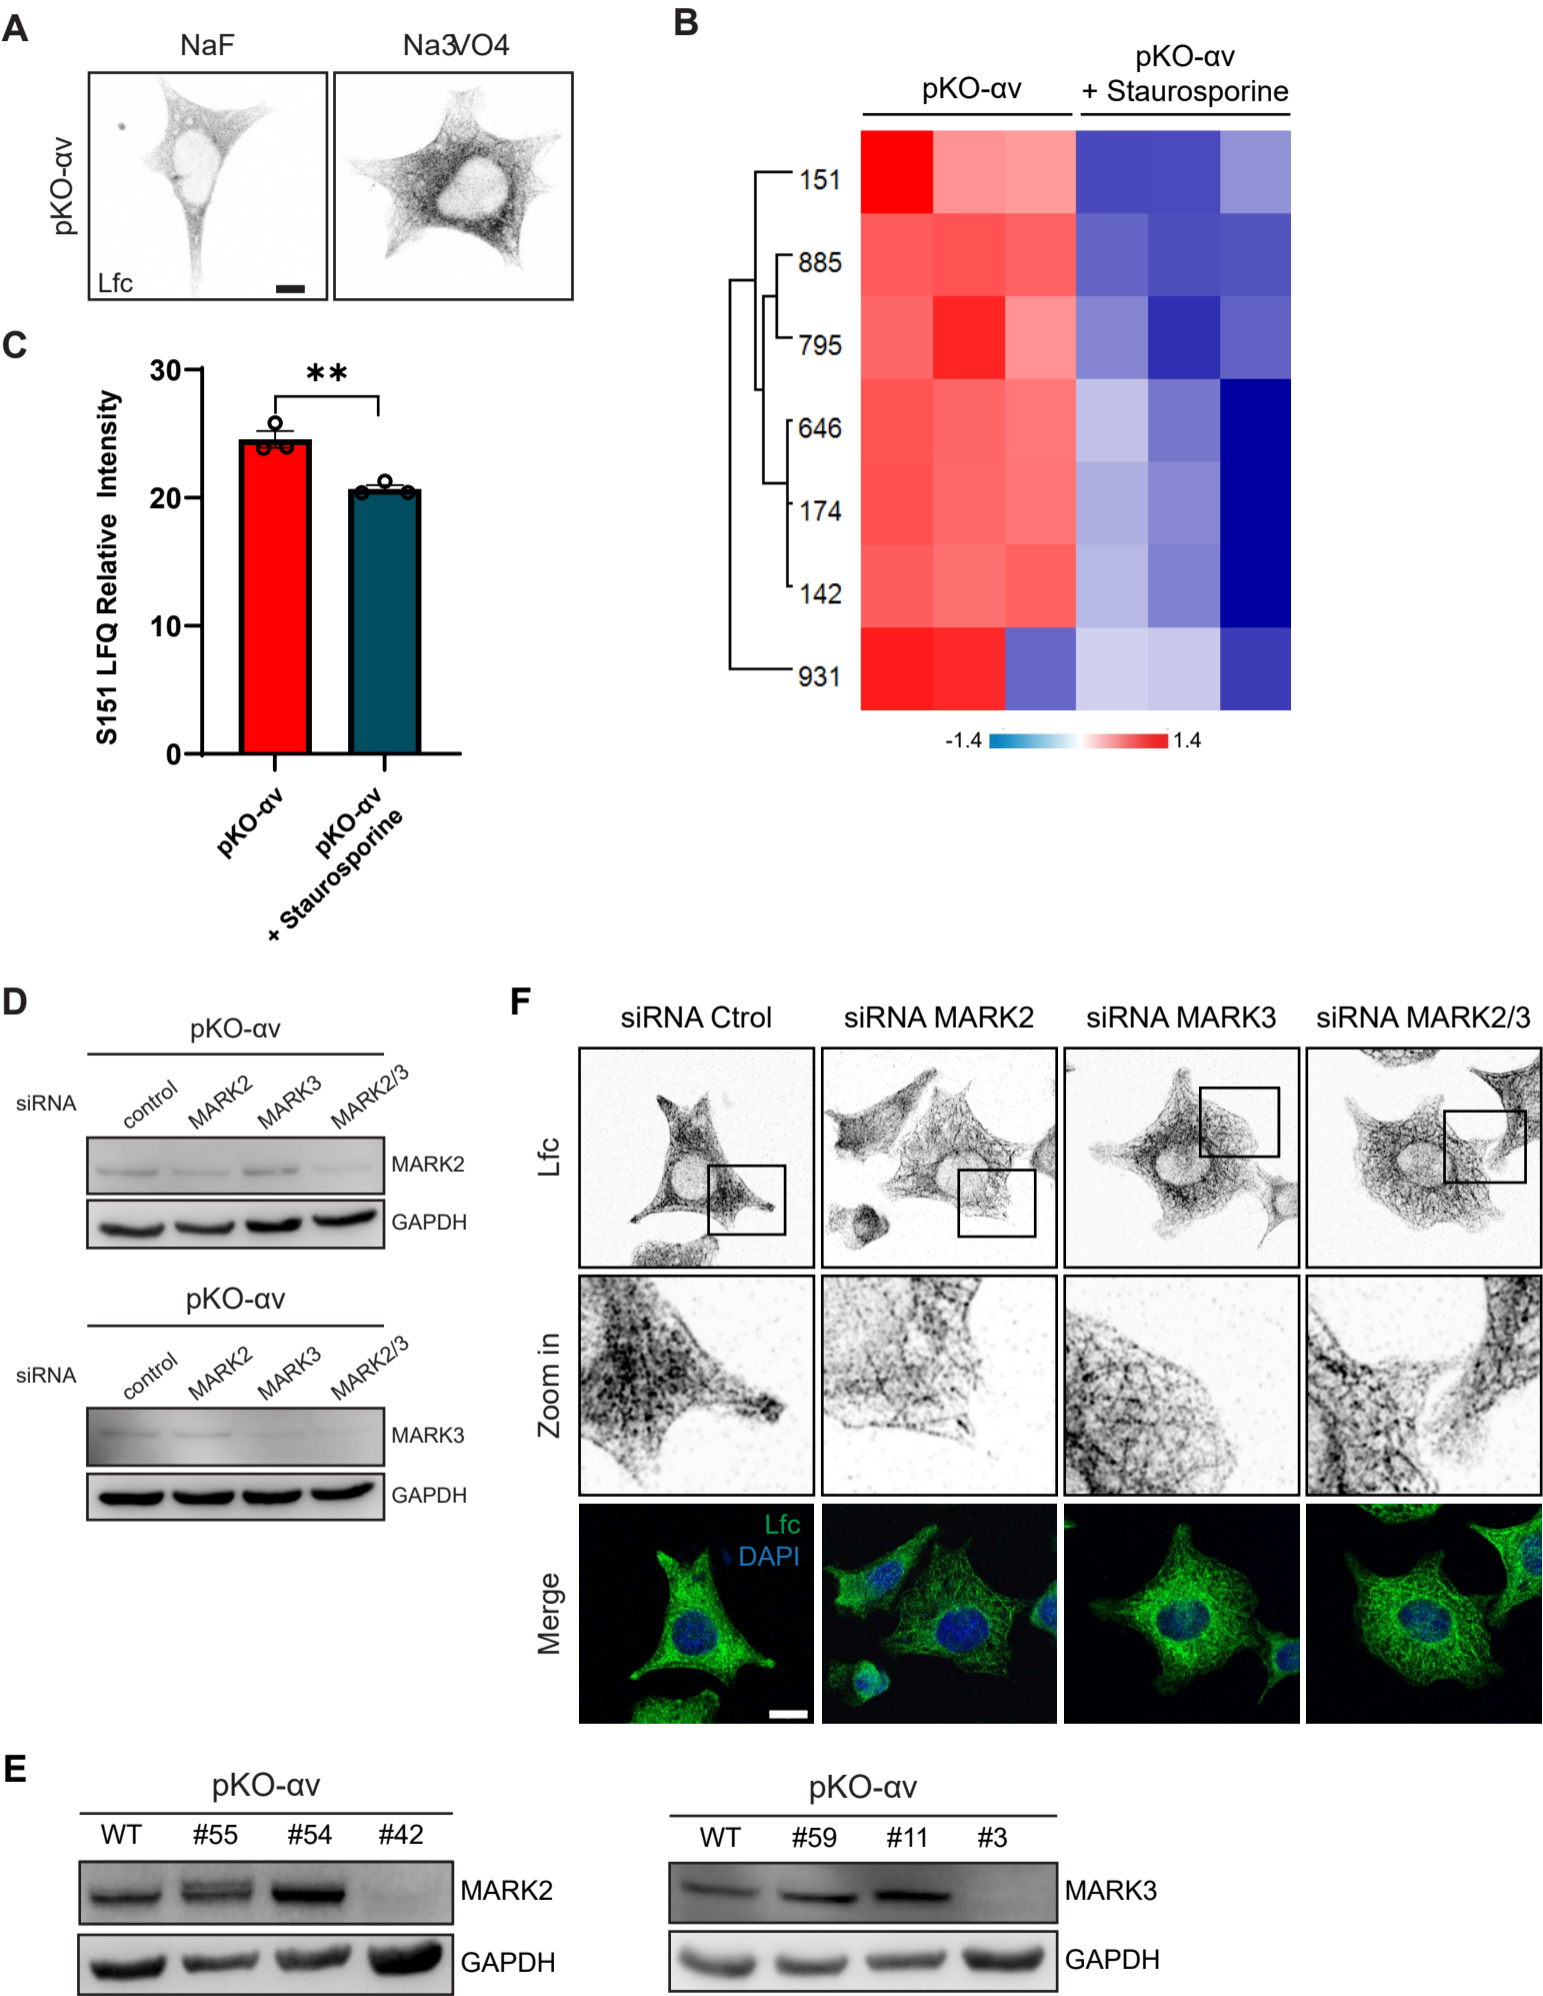 A
NaF
Na3VO4
pKO-αv
Lfc
B
pKO-αv
pKO-αv
+ Staurosporine
151
885
795
646
174
142
931
-1.4
1.4
C
S151 LFQ Relative Intensity
30
20
10
0
**
pKO-αv
pKO-αv
+ Staurosporine
D
pKO-αv
siRNA
control
MARK2
MARK3
MARK2/3
MARK2
GAPDH
pKO-αv
siRNA
control
MARK2
MARK3
MARK2/3
MARK3
GAPDH
F
siRNA Ctrol
siRNA MARK2
siRNA MARK3
siRNA MARK2/3
Lfc
Zoom in
Merge
Lfc
DAPI
E
pKO-αv
WT
#55
#54
#42
MARK2
GAPDH
pKO-αv
WT
#59
#11
#3
MARK3
GAPDH